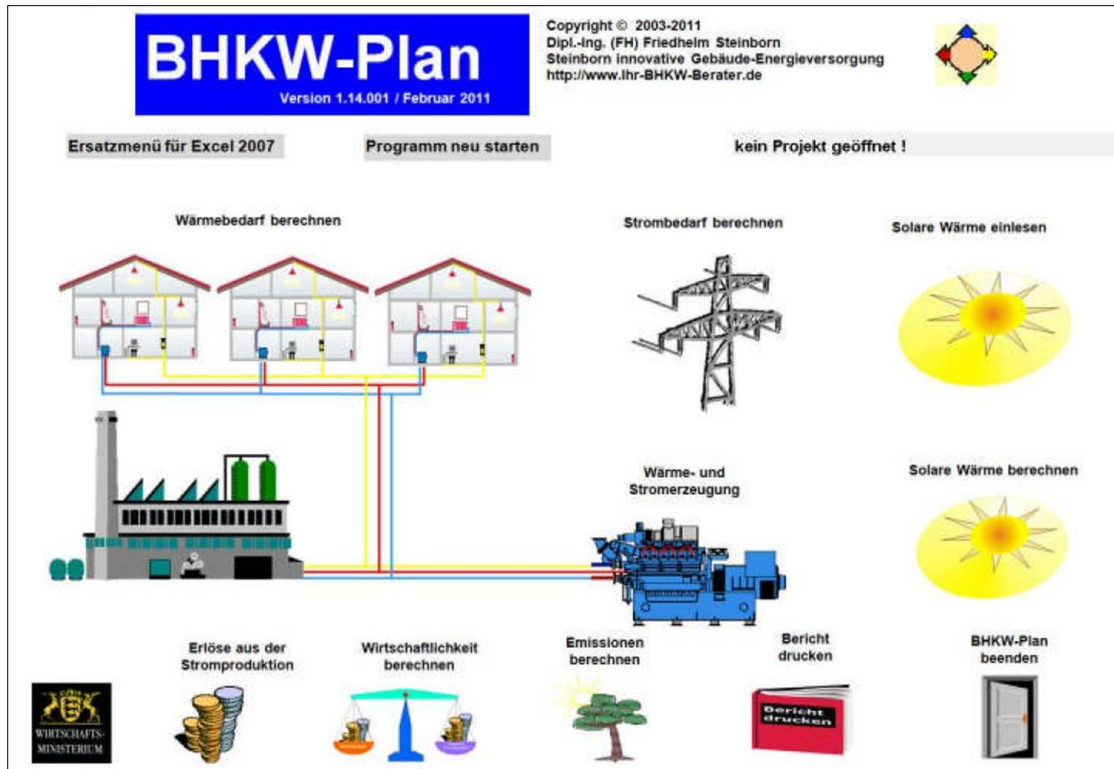 BHKW-Plan
Version 1.14.001 / Februar 2011
Copyright © 2003-2011
Dipl.-Ing. (FH) Friedhelm Steinborn
Steinborn innovative Gebäude-Energieversorgung
http://www.Ihr-BHKW-Berater.de
Ersatzmenü für Excel 2007
Programm neu starten
kein Projekt geöffnet !
Wärmebedarf berechnen
Strombedarf berechnen
Solare Wärme einlesen
Wärme- und
Stromerzeugung
Solare Wärme berechnen
Erlöse aus der
Stromproduktion
Wirtschaftlichkeit
berechnen
Emissionen
berechnen
Bericht
drucken
BHKW-Plan
beenden
WIRTSCHAFTS-
MINISTERIUM
Bericht
drucken